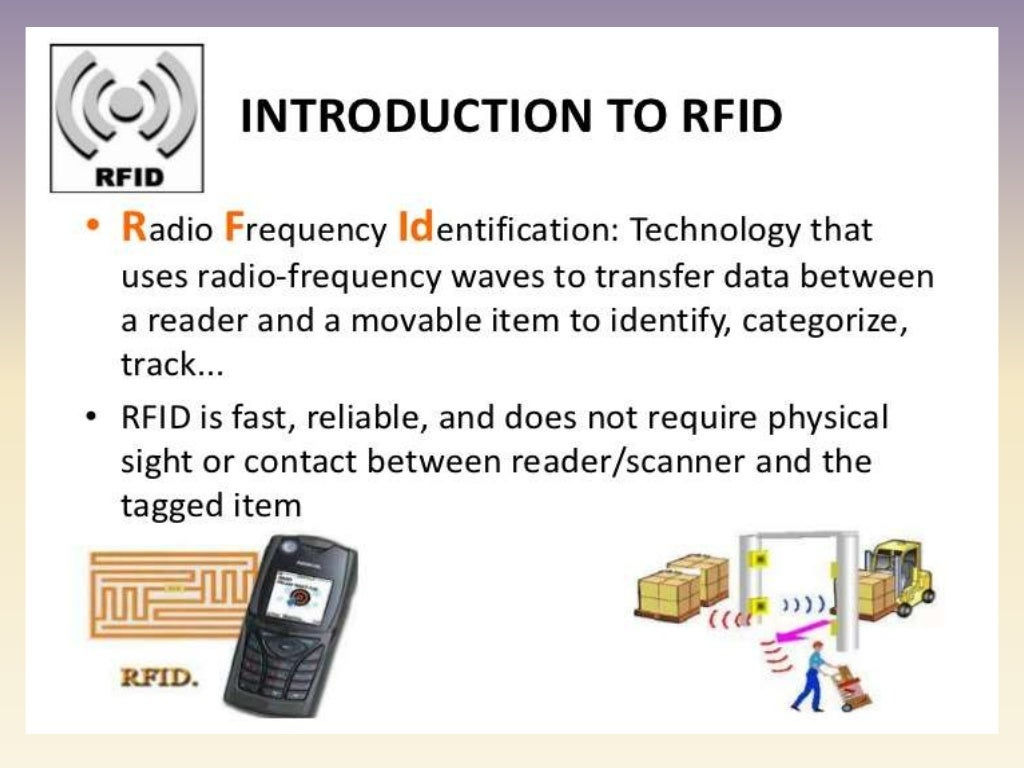 RFID
INTRODUCTION TO RFID
• Radio Frequency Identification: Technology that
uses radio-frequency waves to transfer data between
a reader and a movable item to identify, categorize,
track...
• RFID is fast, reliable, and does not require physical
sight or contact between reader/scanner and the
tagged item
NOKIA
RFID.